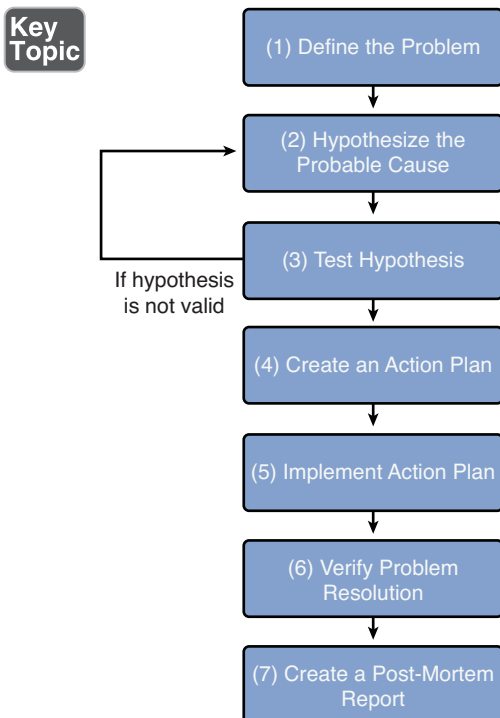 Key
Topic
(1) Define the Problem
(2) Hypothesize the
Probable Cause
(3) Test Hypothesis
If hypothesis
is not valid
(4) Create an Action Plan
(5) Implement Action Plan
(6) Verify Problem
Resolution
(7) Create a Post-Mortem
Report